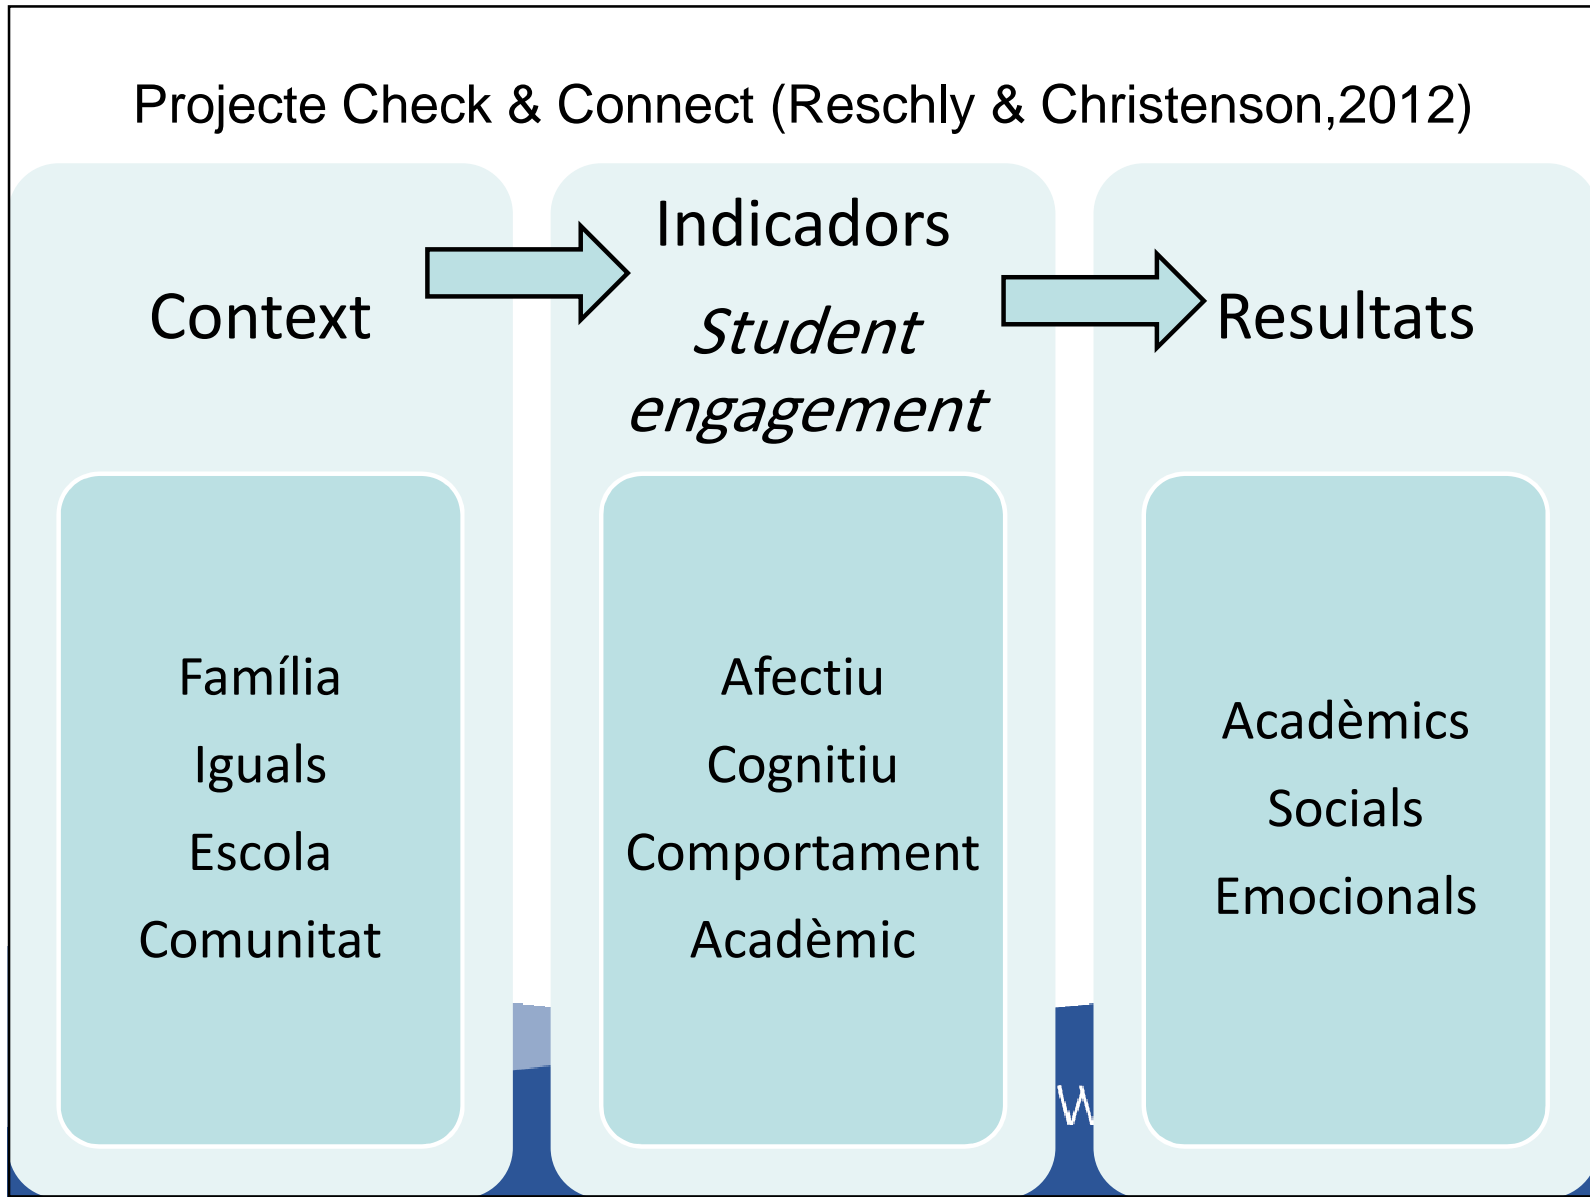 Projecte Check & Connect (Reschly & Christenson,2012)
Context
Família
Iguals
Escola
Comunitat
Indicadors
Student
engagement
Afectiu
Cognitiu
Comportament
Acadèmic
Resultats
Acadèmics
Socials
Emocionals